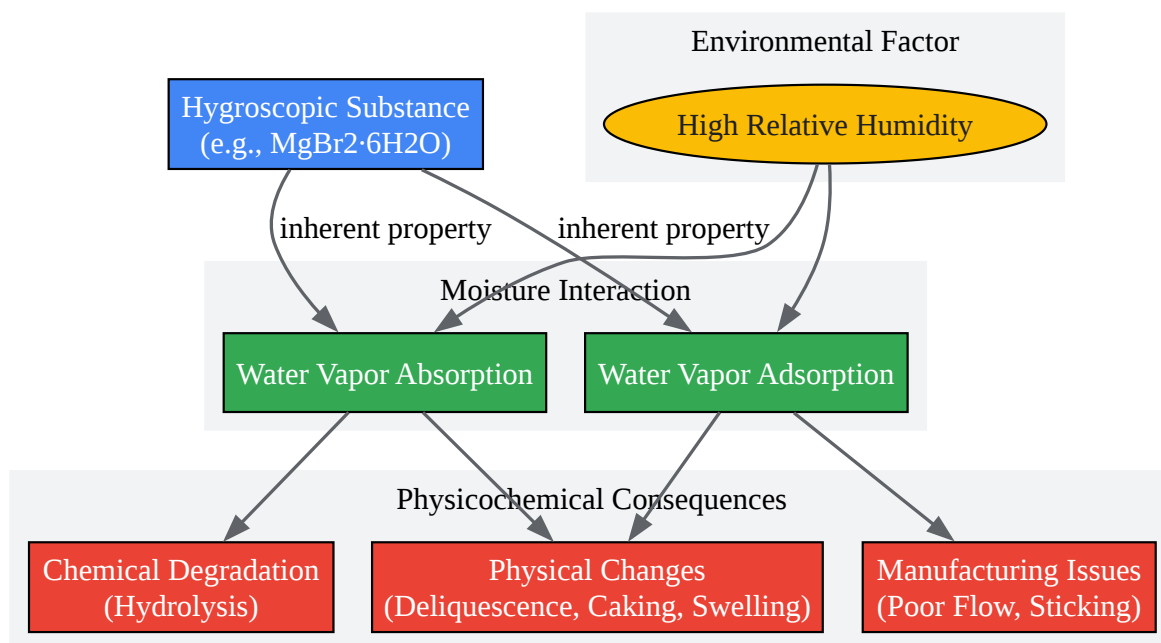 Environmental Factor
Hygroscopic Substance
(e.g., MgBr2·6H2O)
High Relative Humidity
inherent property
inherent property
Moisture Interaction
Water Vapor Absorption
Water Vapor Adsorption
Physicochemical Consequences
Chemical Degradation
(Hydrolysis)
Physical Changes
(Deliquescence, Caking, Swelling)
Manufacturing Issues
(Poor Flow, Sticking)